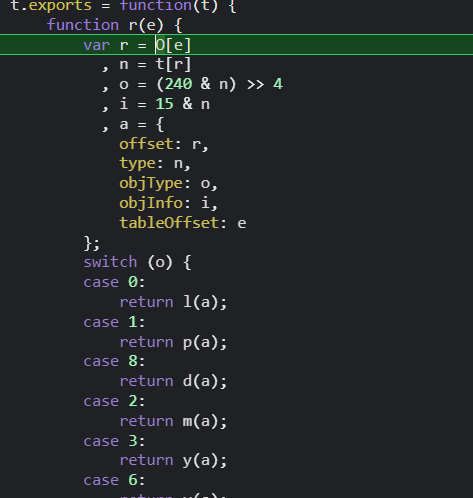 t.exports = function(t) {
function r(e) {
var r = O[e]
, n = t[r]
, o = (240 & n) >> 4
, i = 15 & n
, a = {
offset: r,
type: n,
objType: o,
objInfo: i,
tableOffset: e
};
switch (o) {
case 0:
return l(a);
case 1:
return p(a);
case 8:
return d(a);
case 2:
return m(a);
case 3:
return y(a);
case 6: